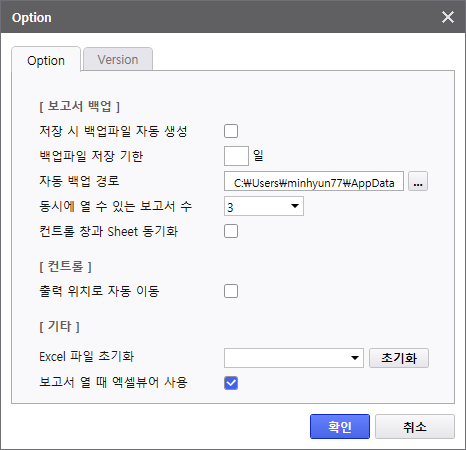 Option
Option Version
[ 보고서 백업 ]
저장 시 백업파일 자동 생성
백업파일 저장 기한 일
자동 백업 경로 C:₩Users₩minhyun77₩AppData ...
동시에 열 수 있는 보고서 수 3
컨트롤 창과 Sheet 동기화
[ 컨트롤 ]
출력 위치로 자동 이동
[ 기타 ]
Excel 파일 초기화 초기화
보고서 열 때 엑셀뷰어 사용
확인 취소